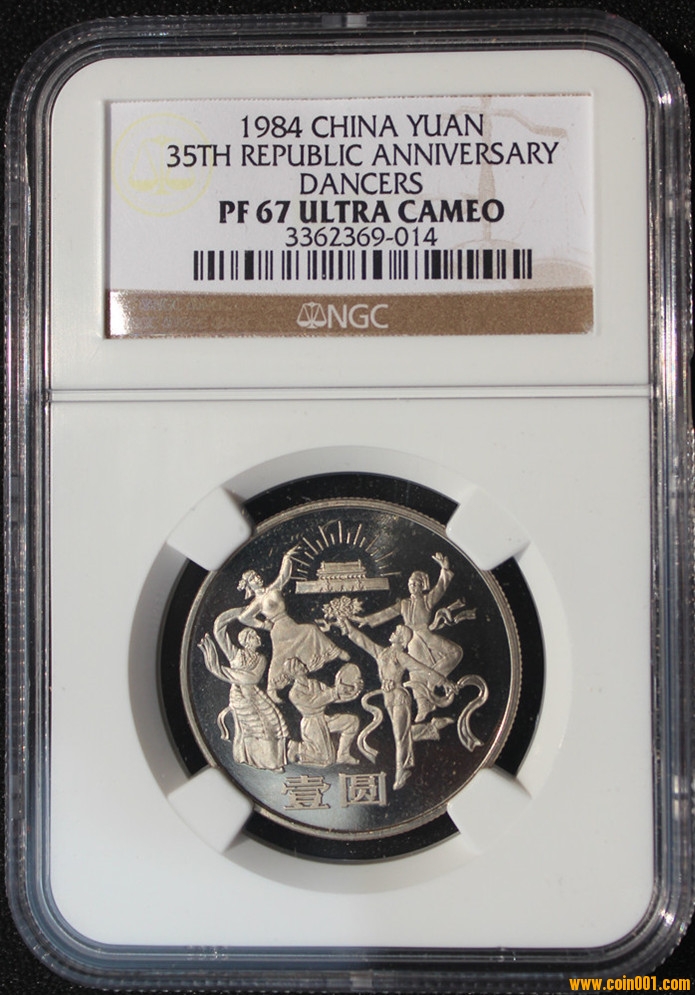 1984 CHINA YUAN
35TH REPUBLIC ANNIVERSARY
DANCERS
PF 67 ULTRA CAMEO
3362369-014
NGC
壹圆
www.coin001.com